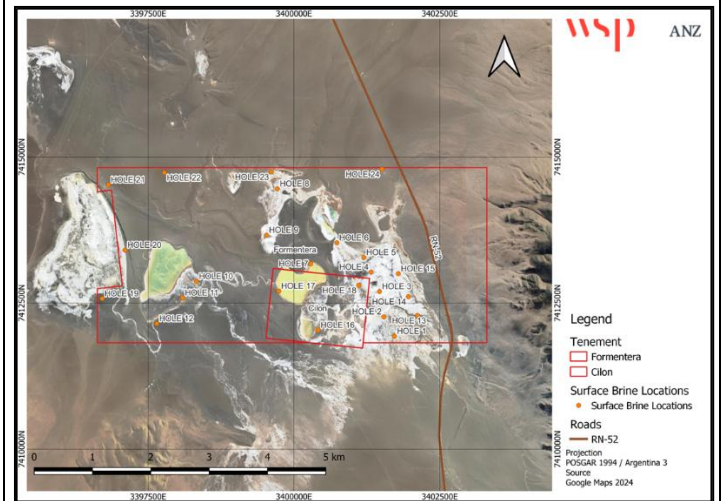 3397500E 3400000E 3402500E
WSP ANZ
7415000N 7415000N
HOLE 21
HOLE 22
HOLE 23
HOLE 24
HOLE 8
HOLE 9
HOLE 6
Formentera
HOLE 20
HOLE 7
HOLE 5
HOLE 4
HOLE 15
RN-52
HOLE 10
HOLE 17
HOLE 18
HOLE 3
7412500N 7412500N
HOLE 19
HOLE 11
HOLE 14
Cilon
HOLE 2
HOLE 12
HOLE 16
HOLE 13
HOLE 1
7410000N 7410000N
0 1 2 3 4 5 km
3397500E 3400000E 3402500E
Legend
Tenement
Formentera
Cilon
Surface Brine Locations
Surface Brine Locations
Roads
RN-52
Projection
POSGAR 1994 / Argentina 3
Source
Google Maps 2024